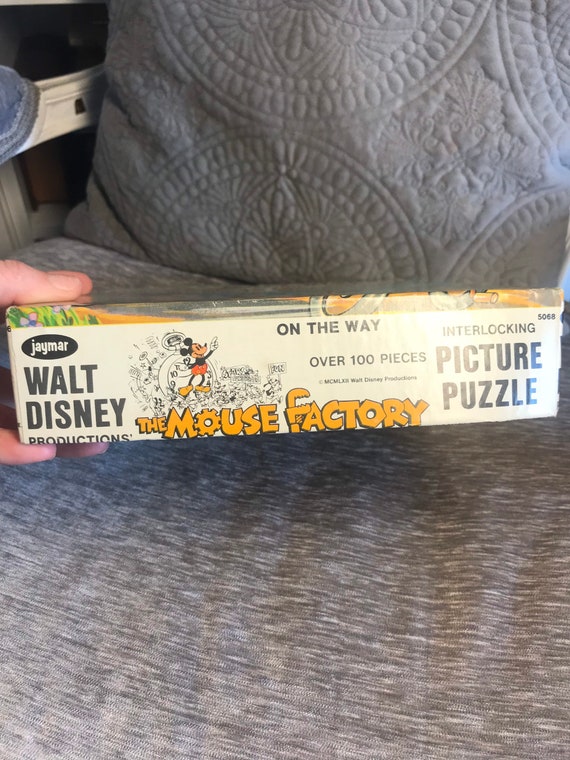 jaymar
WALT
DISNEY
PRODUCTIONS'
THE MOUSE FACTORY
ON THE WAY
OVER 100 PIECES
© MCMLXII Walt Disney Productions
5068
INTERLOCKING
PICTURE
PUZZLE